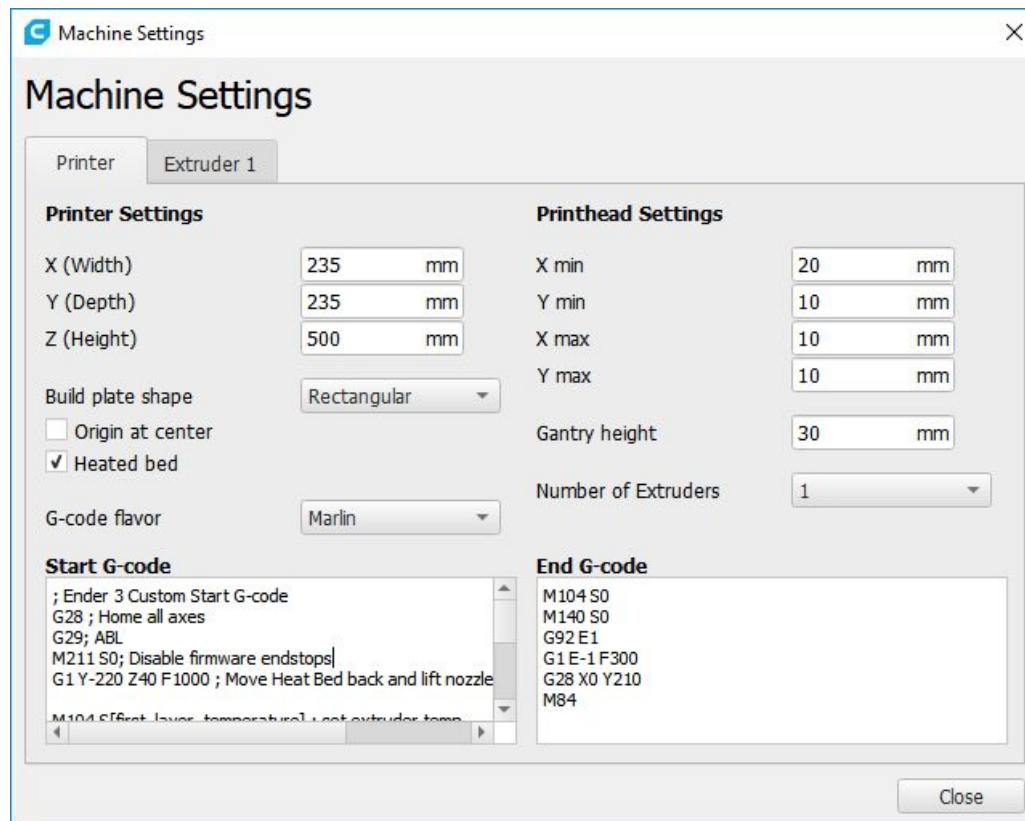 Machine Settings
Machine Settings
Printer
Extruder 1
Printer Settings
X (Width)
235 mm
Y (Depth)
235 mm
Z (Height)
500 mm
Build plate shape
Rectangular
Origin at center
Heated bed
G-code flavor
Marlin
Printhead Settings
X min
20 mm
Y min
10 mm
X max
10 mm
Y max
10 mm
Gantry height
30 mm
Number of Extruders
1
Start G-code
; Ender 3 Custom Start G-code
G28 ; Home all axes
G29; ABL
M211 S0; Disable firmware endstops
G1 Y-220 Z40 F1000 ; Move Heat Bed back and lift nozzle
M104 S[first_layer_temperature] ; set extruder temp
End G-code
M104 S0
M140 S0
G92 E1
G1 E-1 F300
G28 X0 Y210
M84
Close